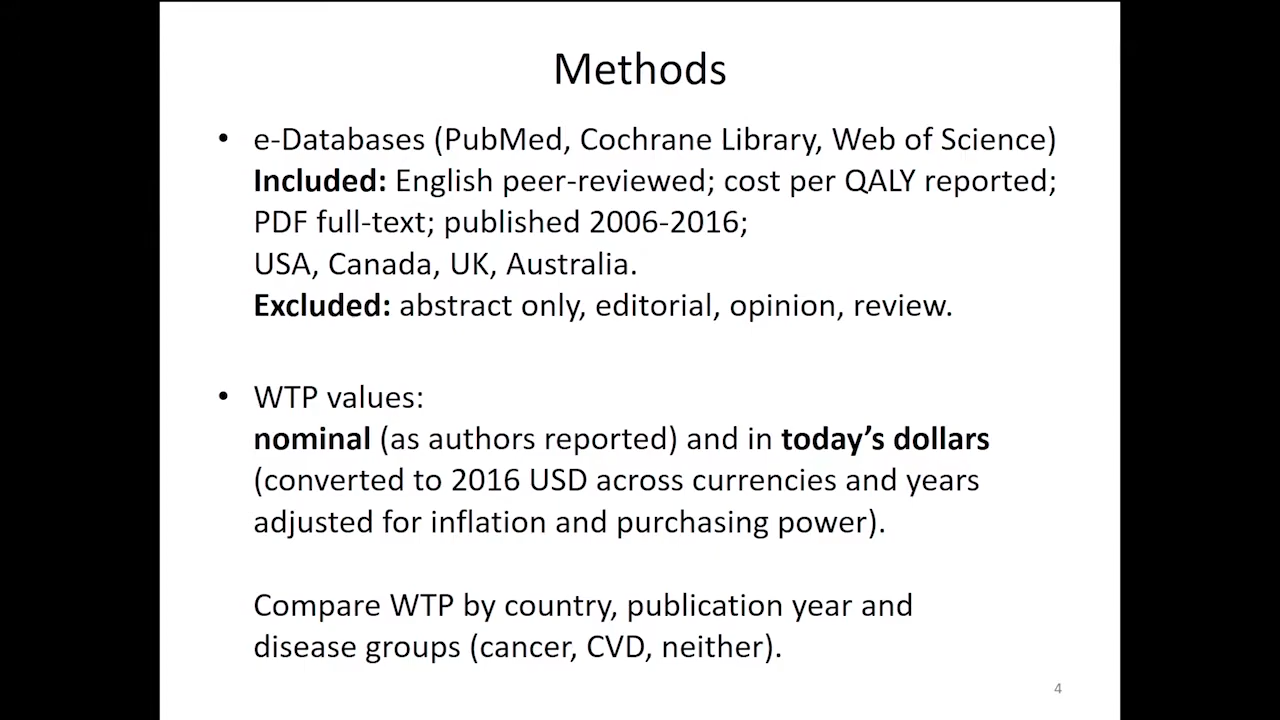 Methods
• e-Databases (PubMed, Cochrane Library, Web of Science)
Included: English peer-reviewed; cost per QALY reported;
PDF full-text; published 2006-2016;
USA, Canada, UK, Australia.
Excluded: abstract only, editorial, opinion, review.
• WTP values:
nominal (as authors reported) and in today’s dollars
(converted to 2016 USD across currencies and years
adjusted for inflation and purchasing power).
Compare WTP by country, publication year and
disease groups (cancer, CVD, neither).
4